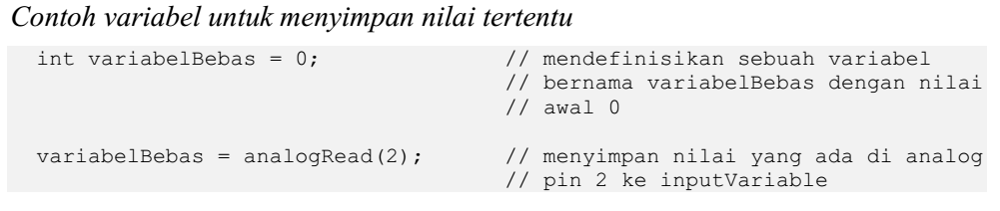 Contoh variabel untuk menyimpan nilai tertentu
int variabelBebas = 0; // mendefinisikan sebuah variabel
// bernama variabelBebas dengan nilai
// awal 0
variabelBebas = analogRead(2); // menyimpan nilai yang ada di analog
// pin 2 ke inputVariable